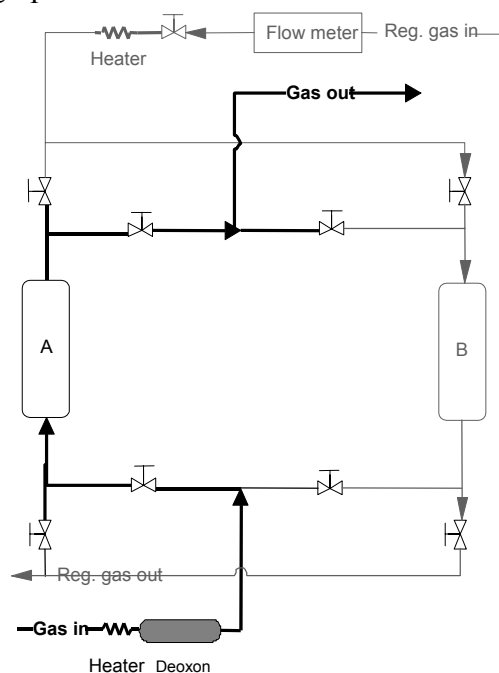 Flow meter
Reg. gas in
Heater
Gas out
A
B
Reg. gas out
Gas in
Heater
Deoxon